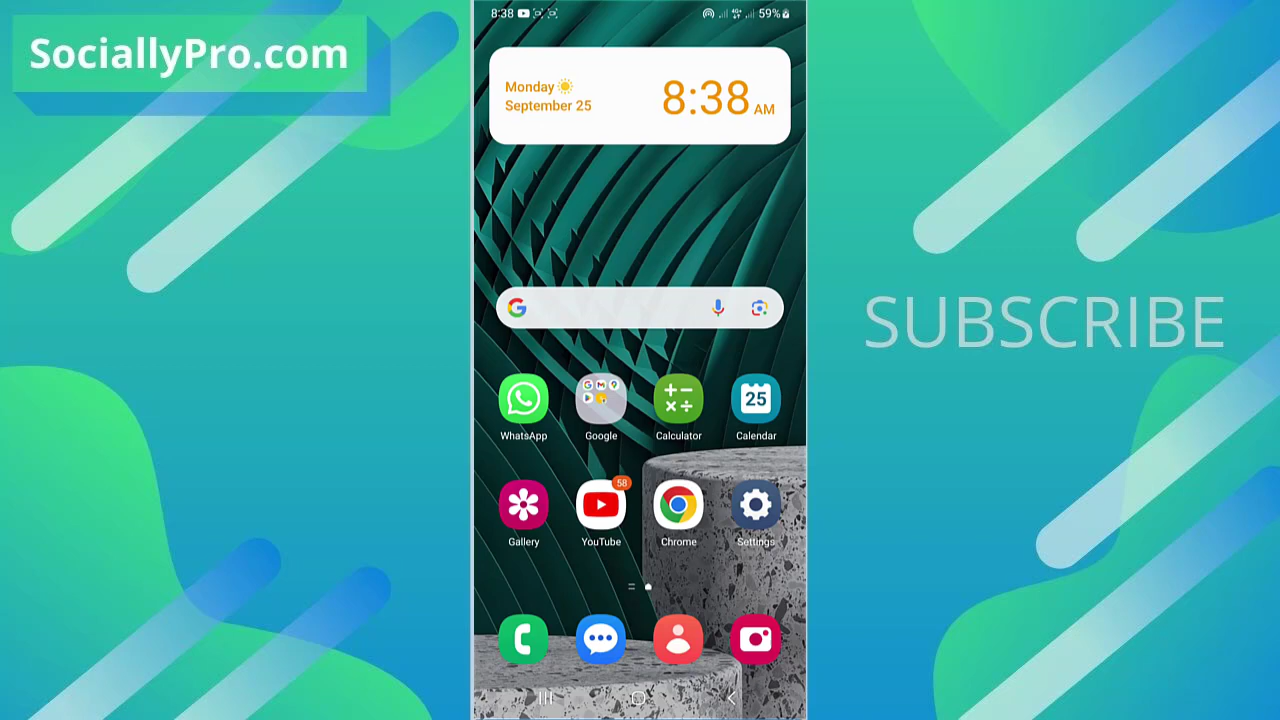 SociallyPro.com
8:38
59%
Monday
September 25
8:38 AM
WhatsApp
Google
Calculator
25
Calendar
58
Gallery
YouTube
Chrome
Settings
SUBSCRIBE